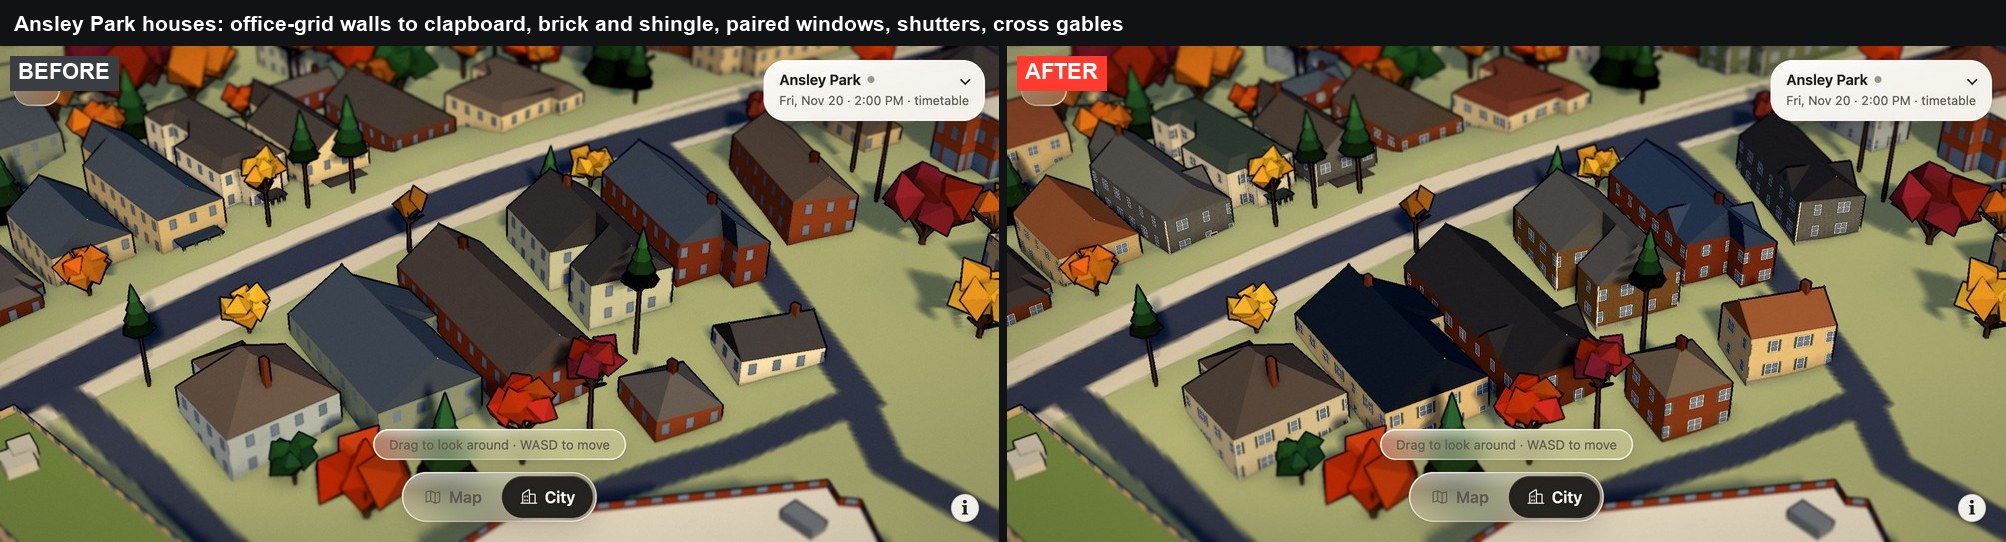 Ansley Park houses: office-grid walls to clapboard, brick and shingle, paired windows, shutters, cross gables
BEFORE
Ansley Park
Fri, Nov 20 · 2:00 PM · timetable
Drag to look around · WASD to move
Map
City
i
AFTER
Ansley Park
Fri, Nov 20 · 2:00 PM · timetable
Drag to look around · WASD to move
Map
City
i